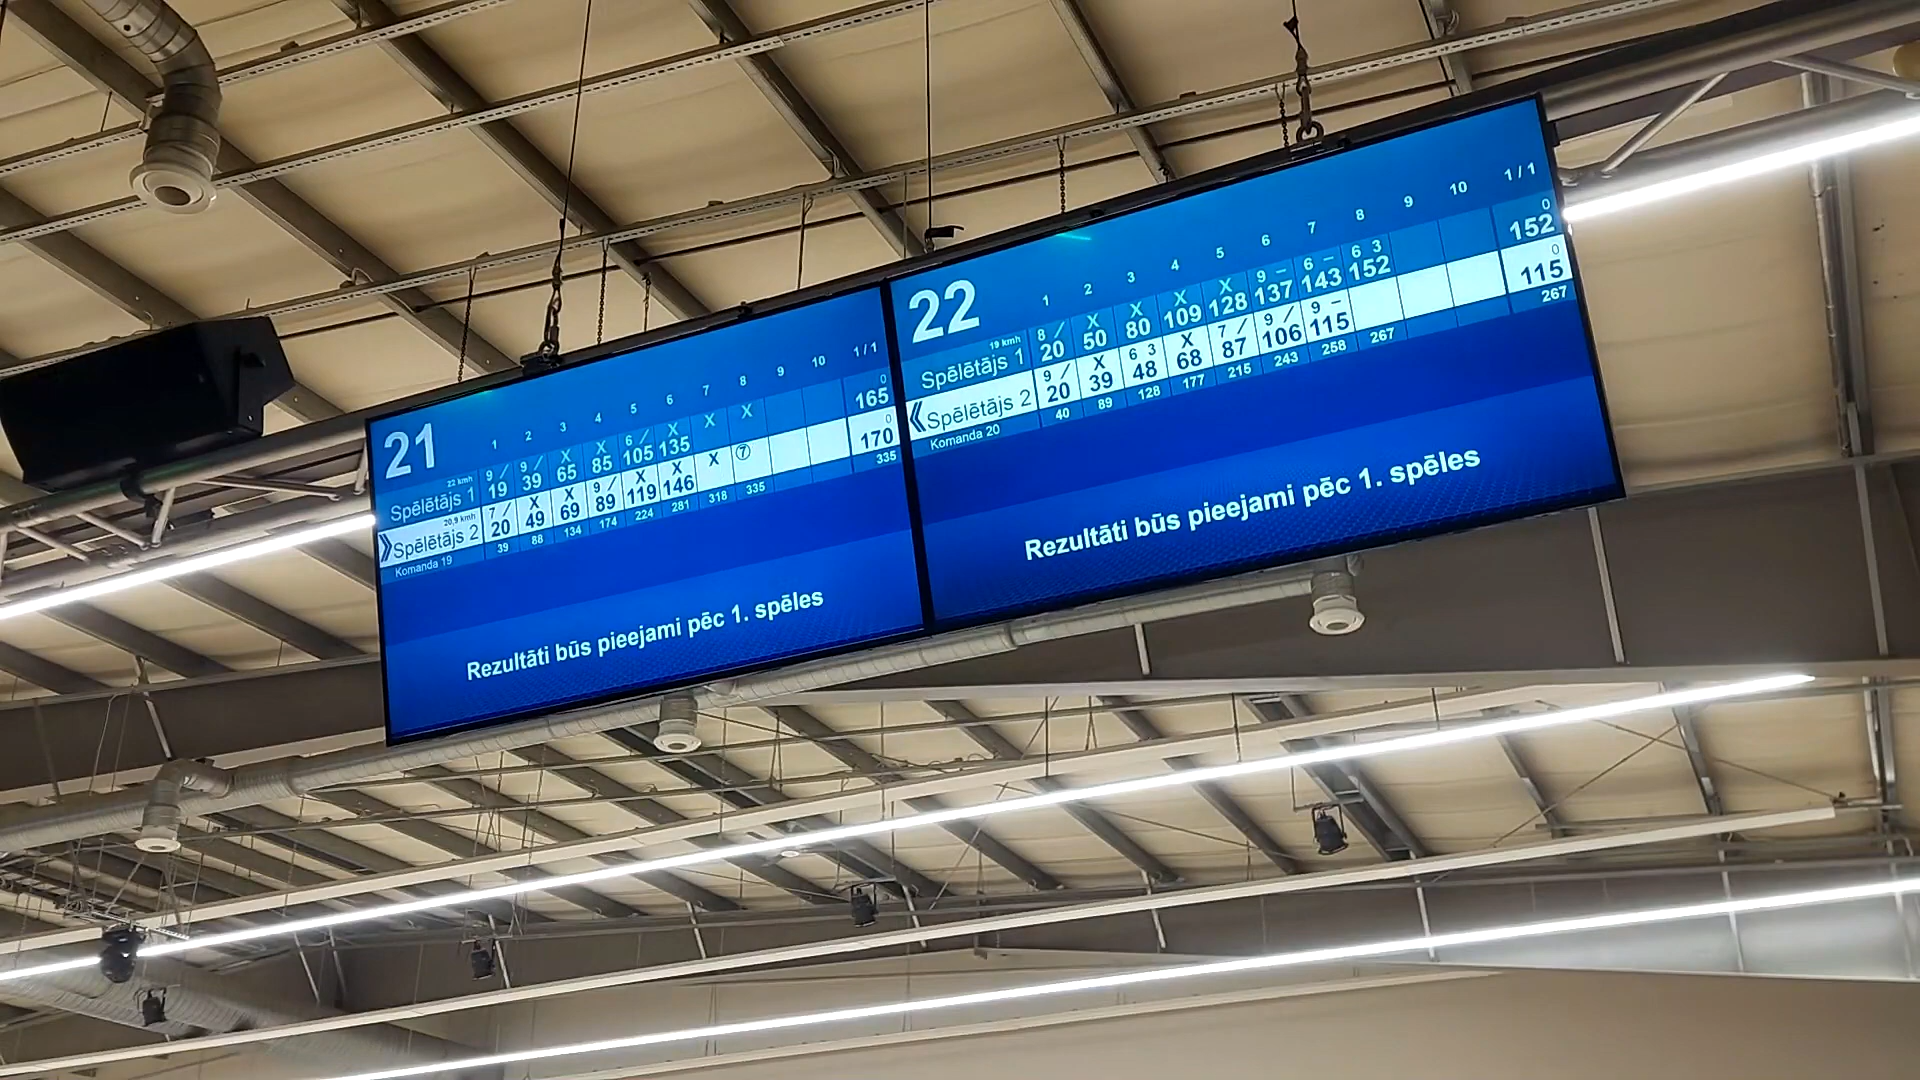 21
1 2 3 4 5 6 7 8 9 10 1 / 1
22 kmh
Spēlētājs 1
9 / 9 / X X 6 / X X X 0
19 39 65 85 105 135 165
20,9 kmh
Spēlētājs 2
7 / X X 9 / X X X 7 0
20 49 69 89 119 146 170
Komanda 19
39 88 134 174 224 281 318 335 335
Rezultāti būs pieejami pēc 1. spēles
22
1 2 3 4 5 6 7 8 9 10 1 / 1
19 kmh
Spēlētājs 1
8 / X X X X 9 – 6 – 6 3 0
20 50 80 109 128 137 143 152 152
Spēlētājs 2
9 / X 6 3 X 7 / 9 / 9 – 0
20 39 48 68 87 106 115 115
Komanda 20
40 89 128 177 215 243 258 267 267
Rezultāti būs pieejami pēc 1. spēles